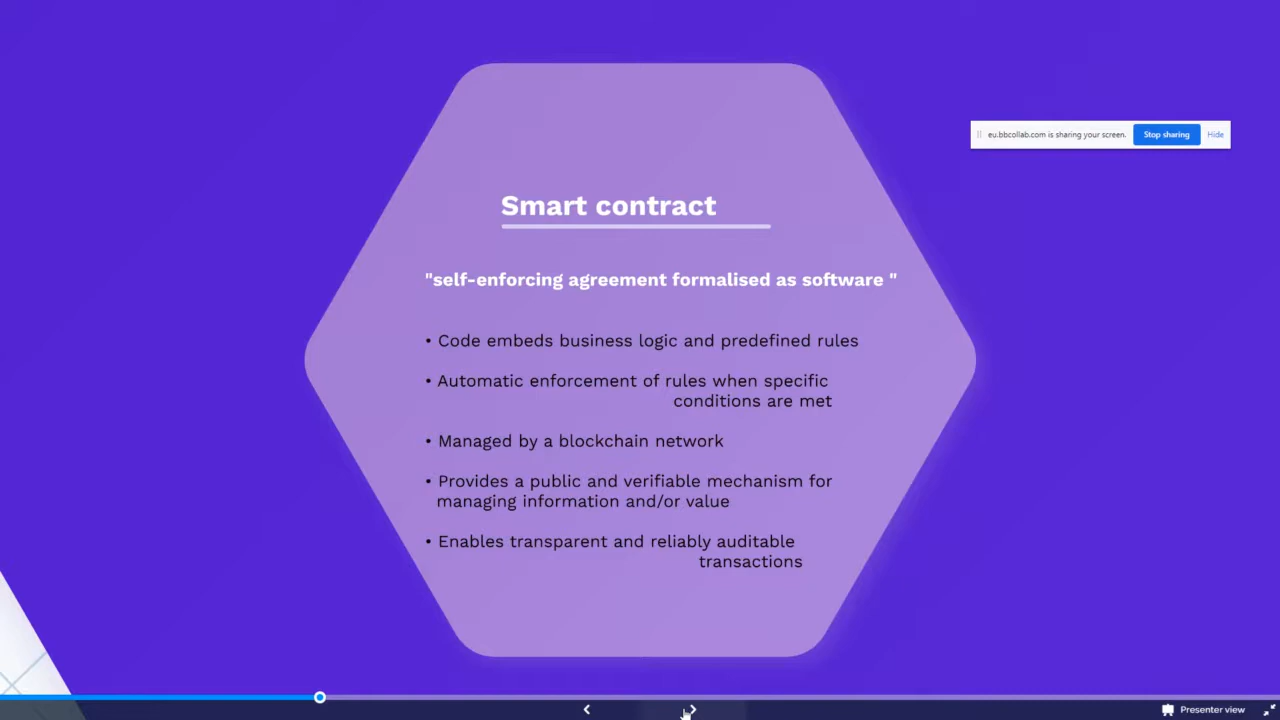 eu.bbcollab.com is sharing your screen.
Stop sharing
Hide
Smart contract
"self-enforcing agreement formalised as software "
• Code embeds business logic and predefined rules
• Automatic enforcement of rules when specific
conditions are met
• Managed by a blockchain network
• Provides a public and verifiable mechanism for
managing information and/or value
• Enables transparent and reliably auditable
transactions
Presenter view